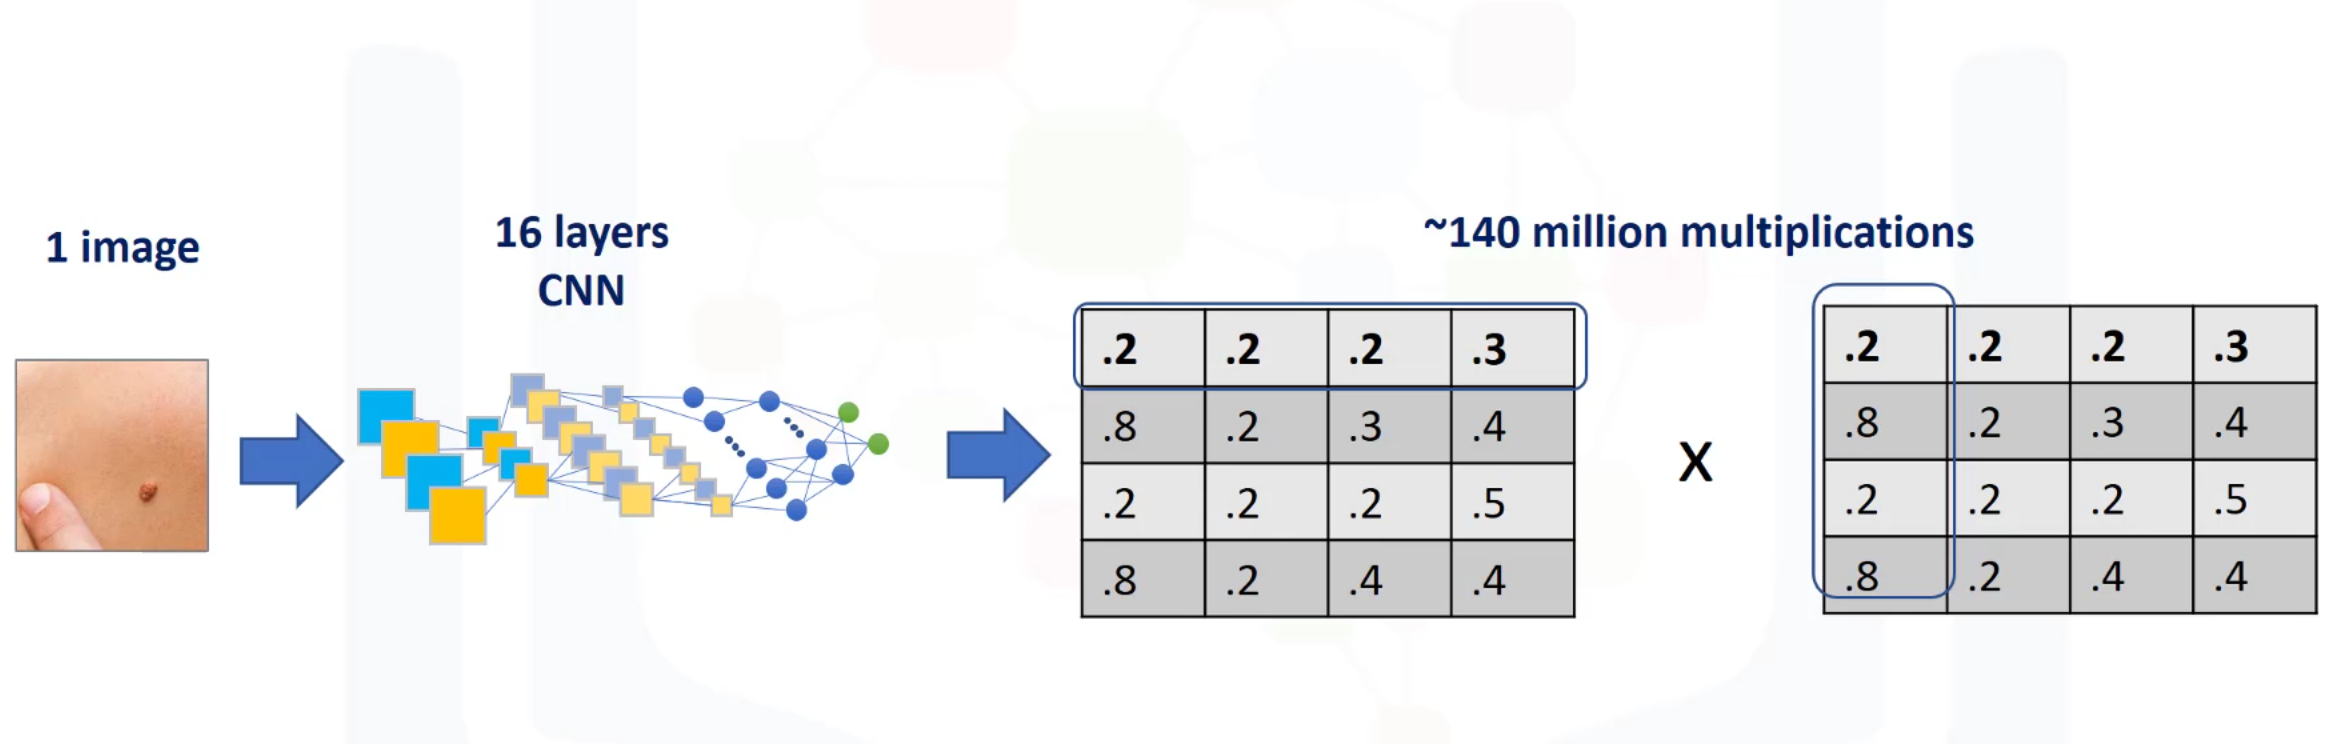 1 image
16 layers
CNN
~140 million multiplications
.2 .2 .2 .3
.8 .2 .3 .4
.2 .2 .2 .5
.8 .2 .4 .4
X
.2 .2 .2 .3
.8 .2 .3 .4
.2 .2 .2 .5
.8 .2 .4 .4